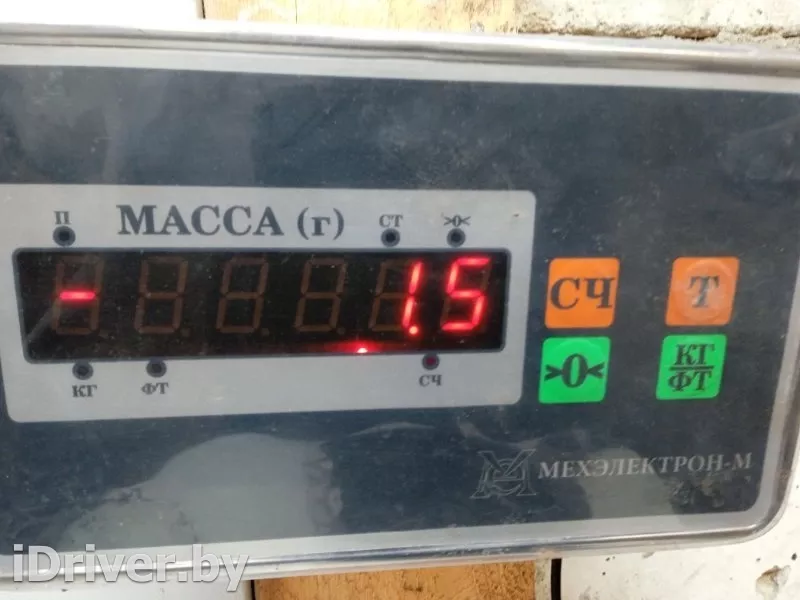 П МАССА (г) СТ >0<
- 1.5
КГ ФТ СЧ
СЧ Т
>0< КГ/ФТ
МЕХЭЛЕКТРОН-М
iDriver.by